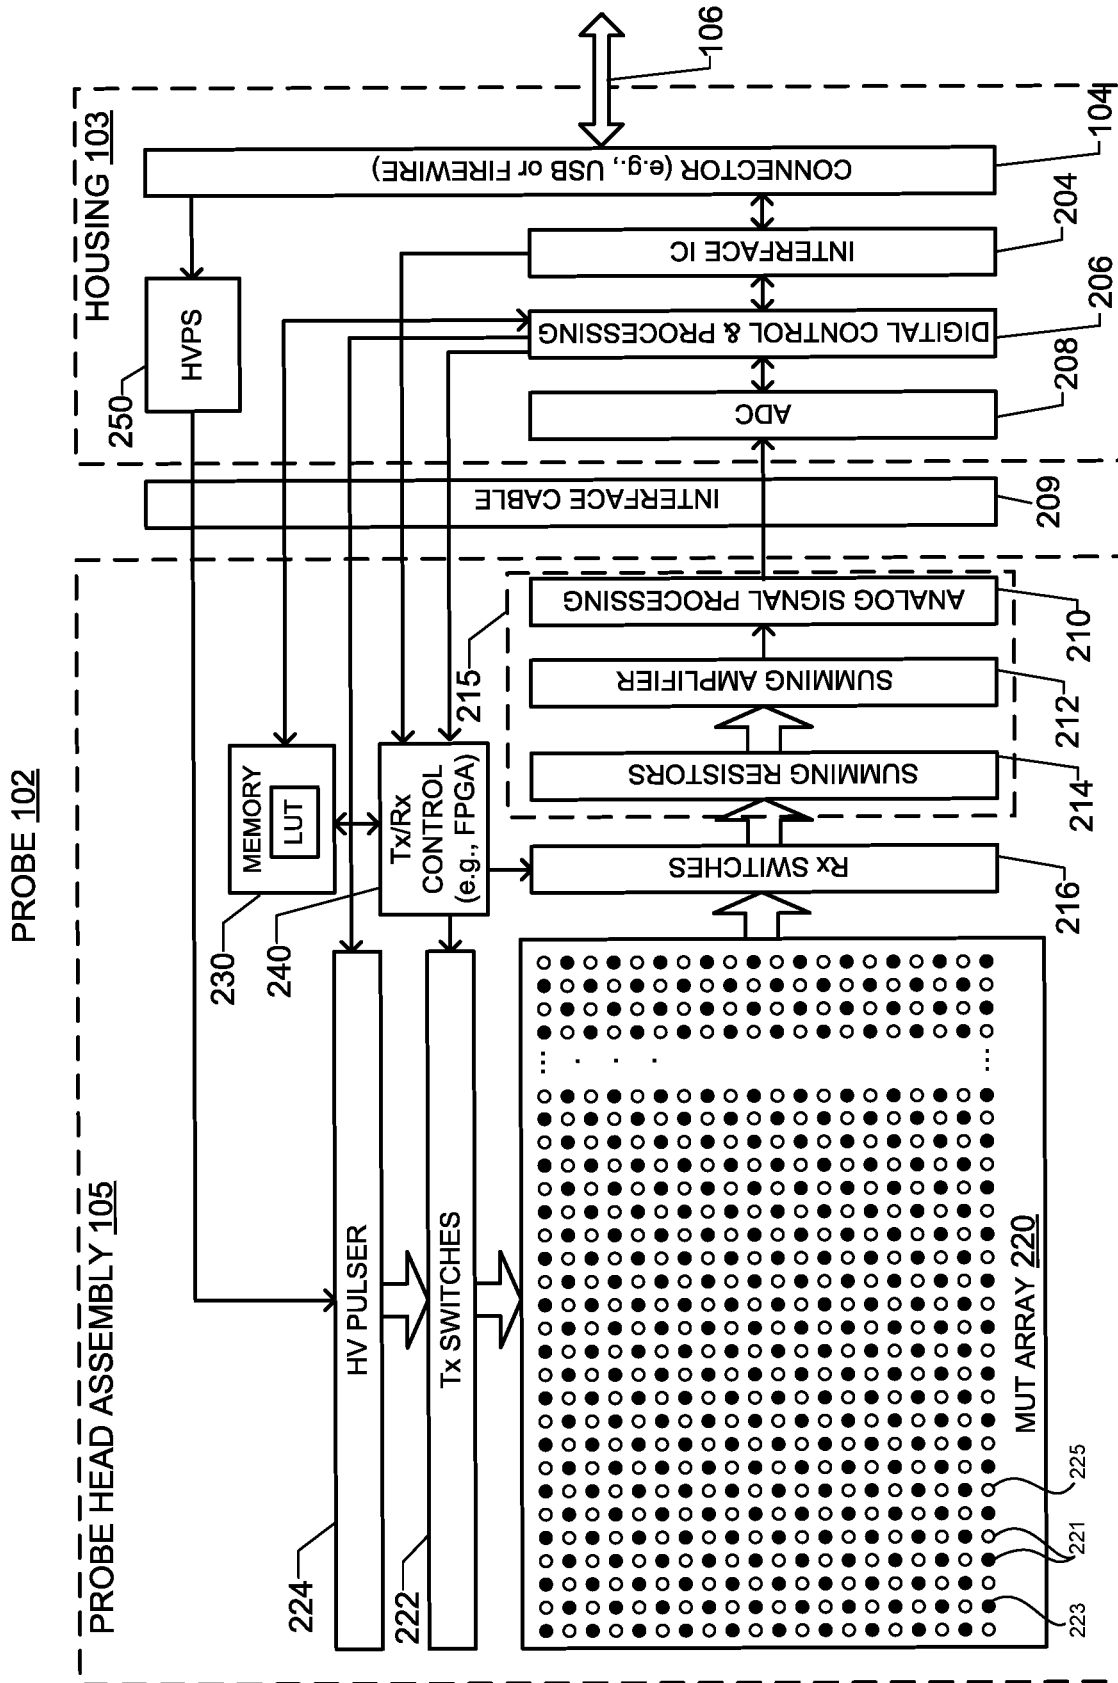 PROBE 102
PROBE HEAD ASSEMBLY 105
HOUSING 103
224
HV PULSER
222
Tx SWITCHES
230
MEMORY
LUT
240
Tx/Rx
CONTROL
(e.g., FPGA)
250
HVPS
215
MUT ARRAY 220
...
...
223
221
225
Rx SWITCHES
216
SUMMING RESISTORS
214
SUMMING AMPLIFIER
212
ANALOG SIGNAL PROCESSING
210
INTERFACE CABLE
209
ADC
208
DIGITAL CONTROL & PROCESSING
206
INTERFACE IC
204
CONNECTOR (e.g., USB or FIREWIRE)
104
106